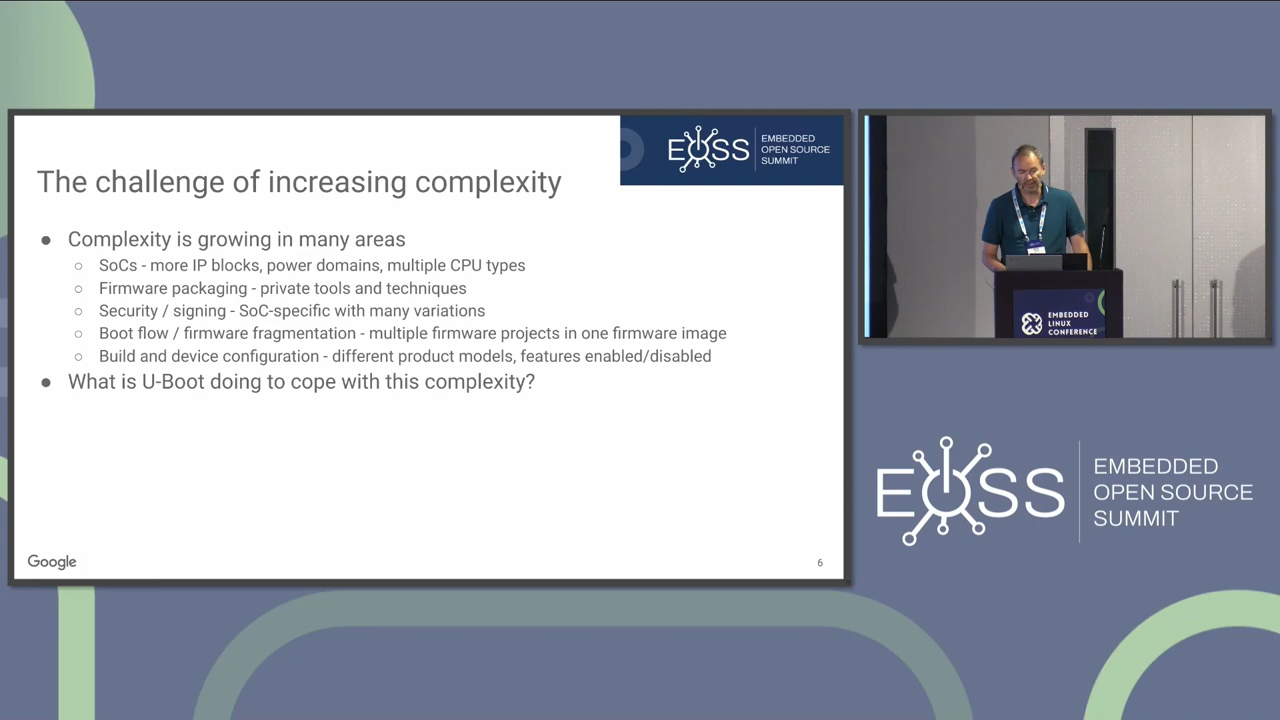 EOSS
EMBEDDED
OPEN SOURCE
SUMMIT
The challenge of increasing complexity
● Complexity is growing in many areas
○ SoCs - more IP blocks, power domains, multiple CPU types
○ Firmware packaging - private tools and techniques
○ Security / signing - SoC-specific with many variations
○ Boot flow / firmware fragmentation - multiple firmware projects in one firmware image
○ Build and device configuration - different product models, features enabled/disabled
● What is U-Boot doing to cope with this complexity?
Google
6
EMBEDDED
LINUX
CONFERENCE
EOSS
EMBEDDED
OPEN SOURCE
SUMMIT